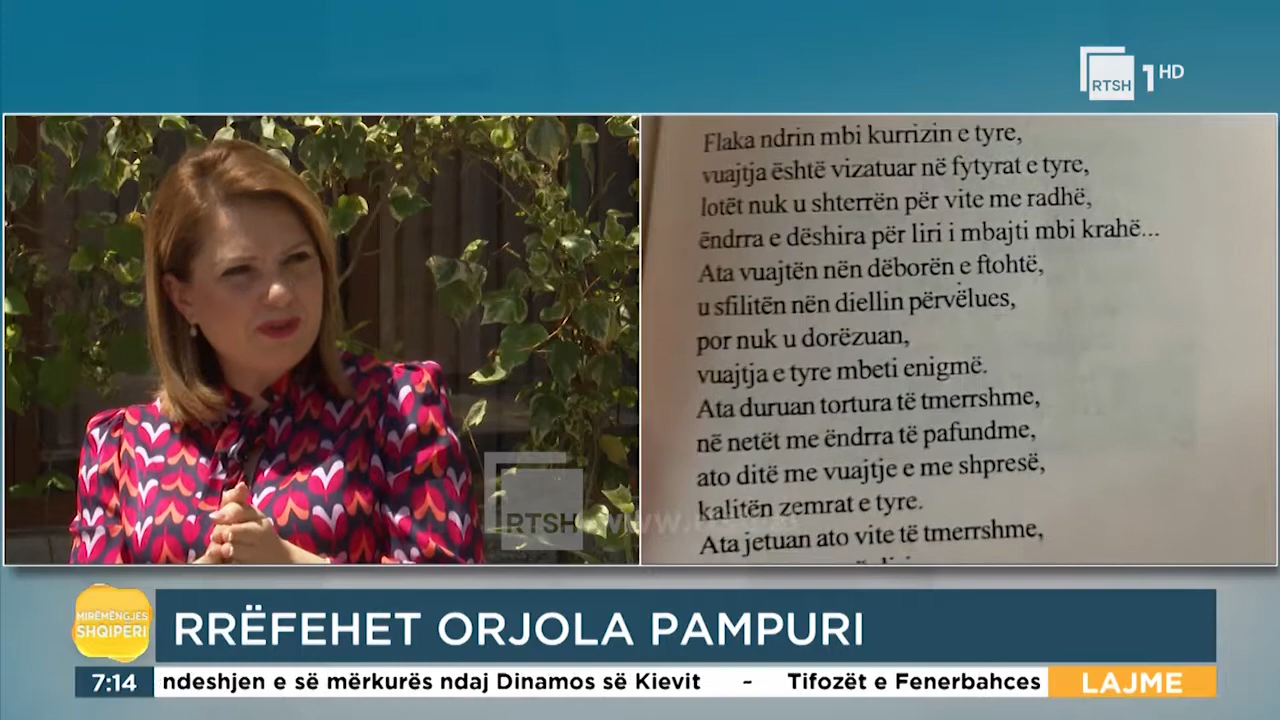 RTSH 1 HD
Flaka ndrin mbi kurrizin e tyre,
vuajtja është vizatuar në fytyrat e tyre,
lotët nuk u shterrën për vite me radhë,
ëndrra e dëshira për liri i mbajti mbi krahë...
Ata vuajtën nën dëborën e ftohtë,
u sfilitën nën diellin përvëlues,
por nuk u dorëzuan,
vuajtja e tyre mbeti enigmë.
Ata duruan tortura të tmerrshme,
në netët me ëndrra të pafundme,
ato ditë me vuajtje e me shpresë,
kalitën zemrat e tyre.
Ata jetuan ato vite të tmerrshme,
RTSH
MIRËMËNGJES
SHQIPËRI
RRËFEHET ORJOLA PAMPURI
7:14 ndeshjen e së mërkurës ndaj Dinamos së Kievit - Tifozët e Fenerbahces LAJME